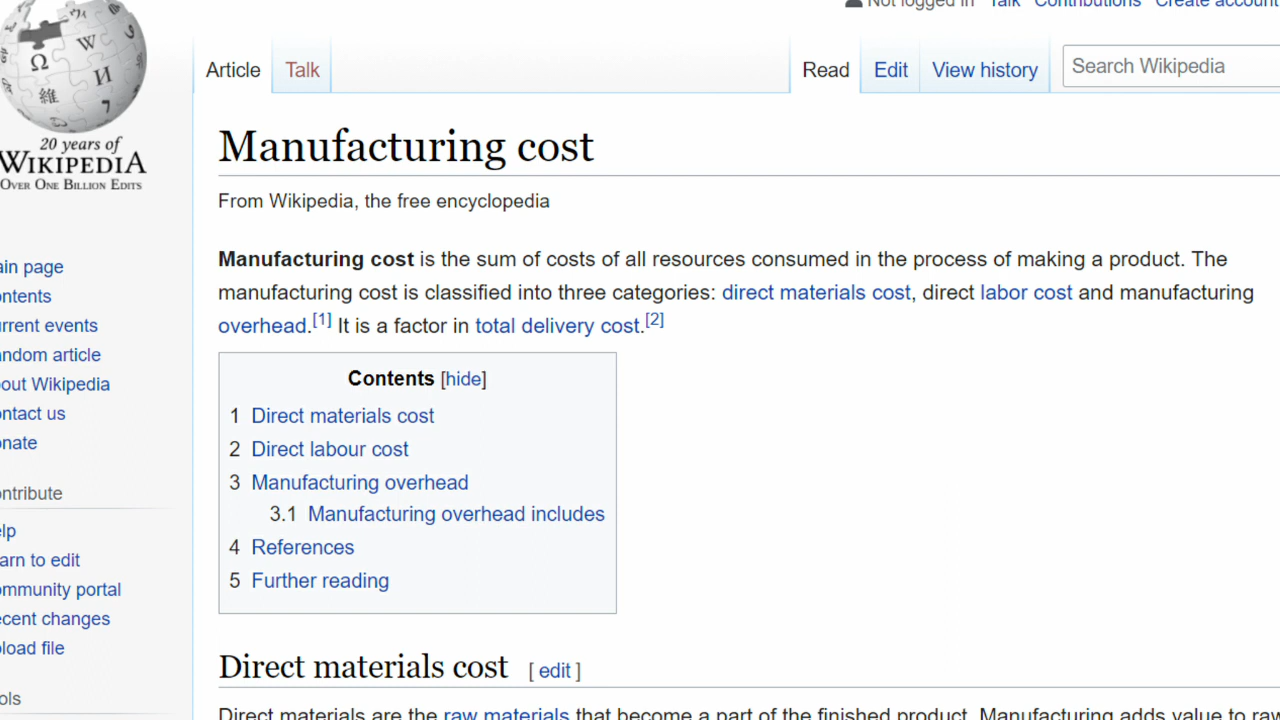 Not logged in Talk Contributions Create account
Article Talk Read Edit View history Search Wikipedia
20 years of
WIKIPEDIA
OVER ONE BILLION EDITS
Manufacturing cost
From Wikipedia, the free encyclopedia
Manufacturing cost is the sum of costs of all resources consumed in the process of making a product. The
manufacturing cost is classified into three categories: direct materials cost, direct labor cost and manufacturing
overhead.[1] It is a factor in total delivery cost.[2]
Contents [hide]
1 Direct materials cost
2 Direct labour cost
3 Manufacturing overhead
3.1 Manufacturing overhead includes
4 References
5 Further reading
Direct materials cost [ edit ]
Direct materials are the raw materials that become a part of the finished product. Manufacturing adds value to raw
ain page
ontents
urrent events
andom article
bout Wikipedia
ontact us
onate
ontribute
elp
earn to edit
ommunity portal
ecent changes
pload file
ools